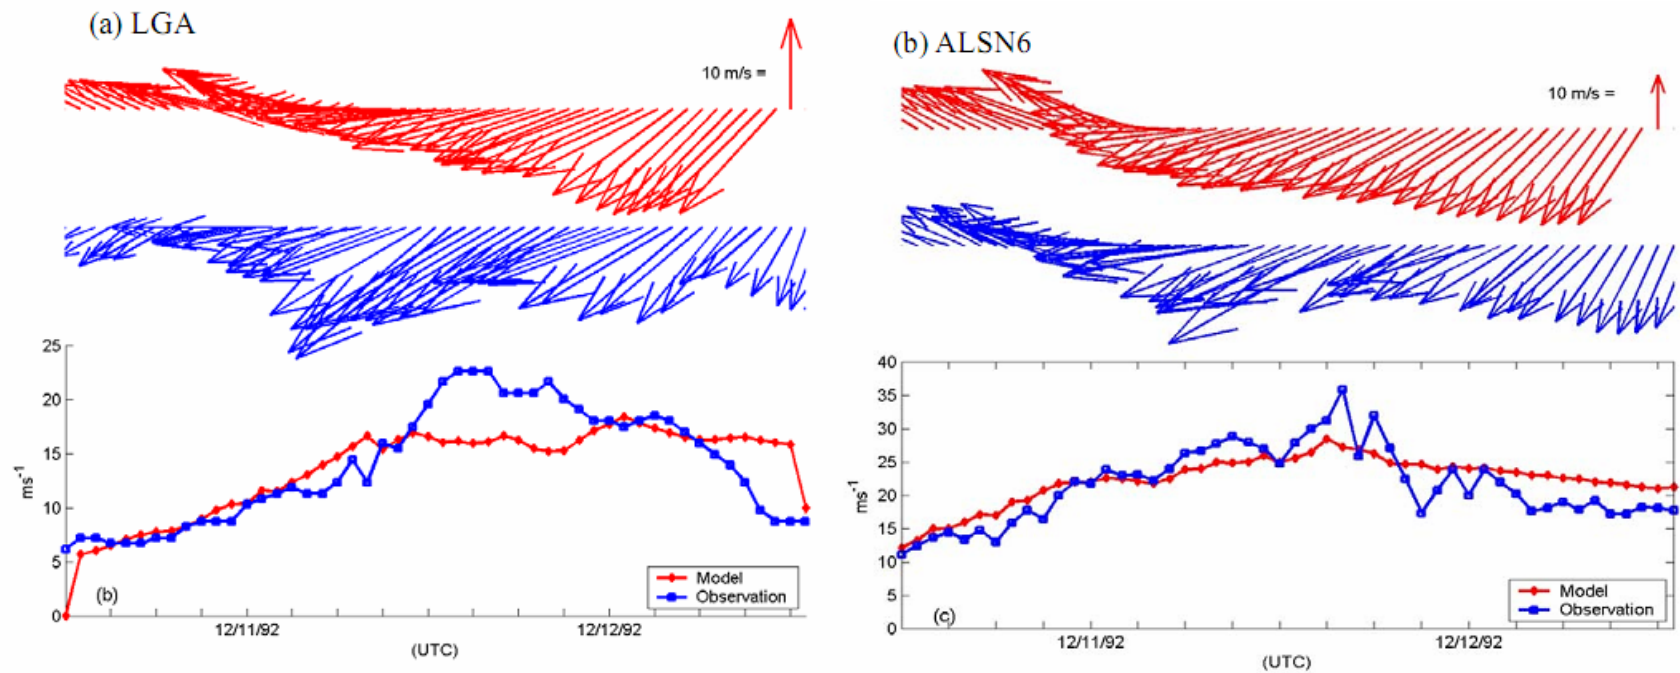 (a) LGA
10 m/s =
25
20
15
10
5
0
ms-1
(b)
Model
Observation
12/11/92
12/12/92
(UTC)
(b) ALSN6
10 m/s =
40
35
30
25
20
15
10
5
0
ms-1
(c)
Model
Observation
12/11/92
12/12/92
(UTC)